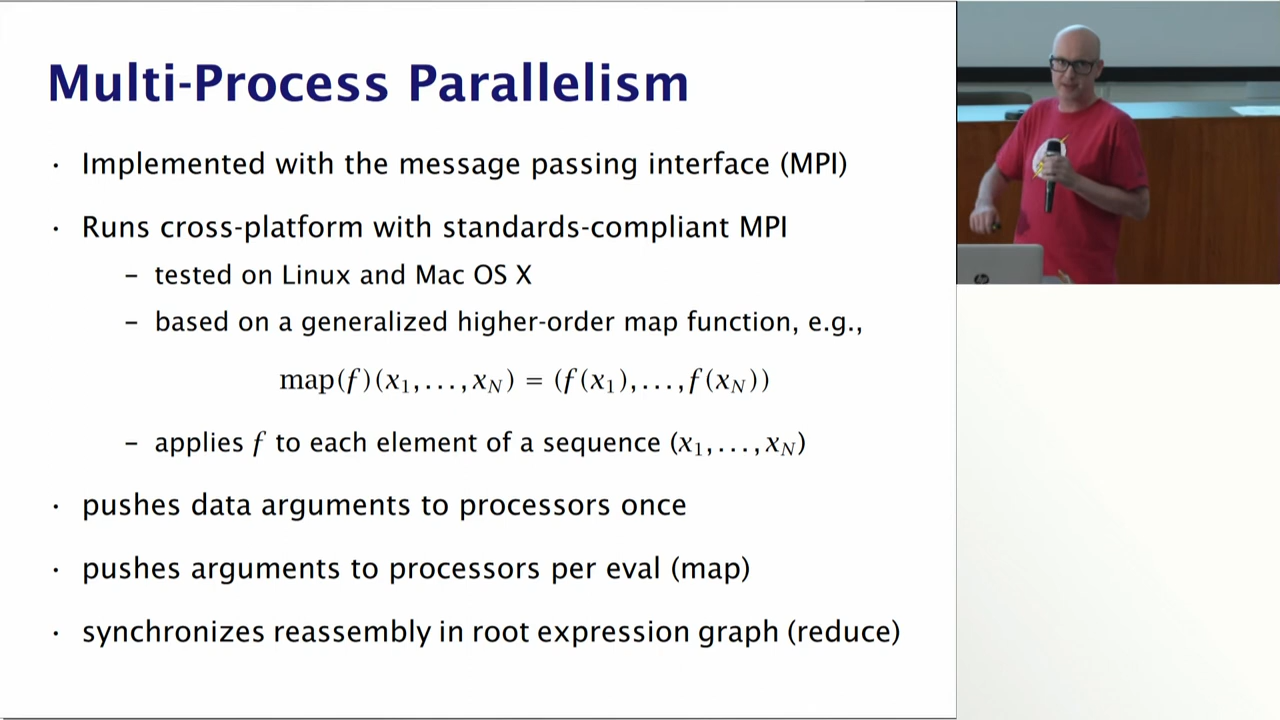 Multi-Process Parallelism
· Implemented with the message passing interface (MPI)
· Runs cross-platform with standards-compliant MPI
– tested on Linux and Mac OS X
– based on a generalized higher-order map function, e.g.,
map(f)(x₁,...,x_N) = (f(x₁),...,f(x_N))
– applies f to each element of a sequence (x₁,...,x_N)
· pushes data arguments to processors once
· pushes arguments to processors per eval (map)
· synchronizes reassembly in root expression graph (reduce)
hp